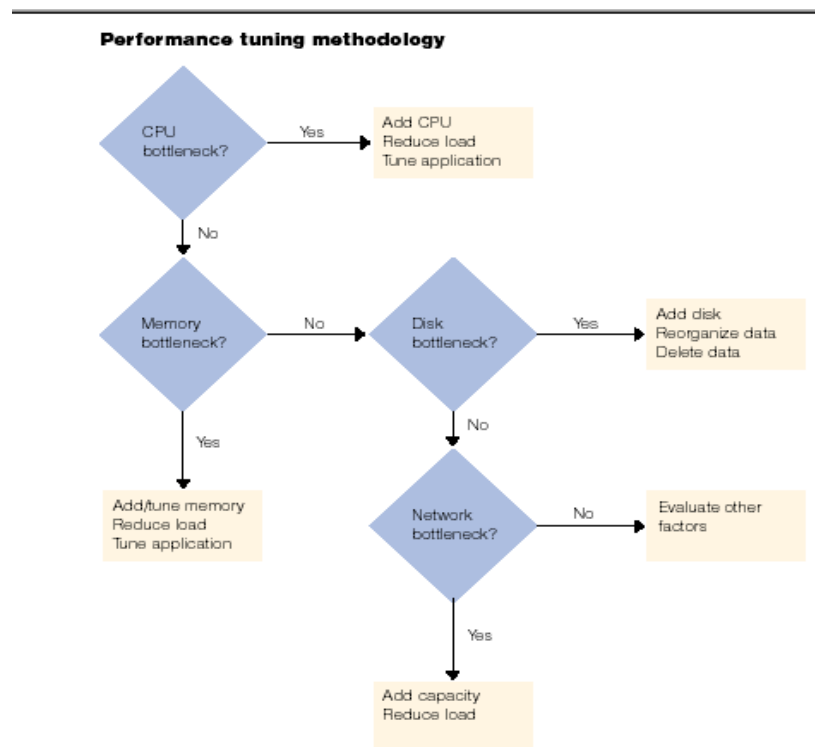 Performance tuning methodology
CPU
bottleneck?
Yes
Add CPU
Reduce load
Tune application
No
Memory
bottleneck?
No
Disk
bottleneck?
Yes
Add disk
Reorganize data
Delete data
Yes
No
Add/tune memory
Reduce load
Tune application
Network
bottleneck?
No
Evaluate other
factors
Yes
Add capacity
Reduce load